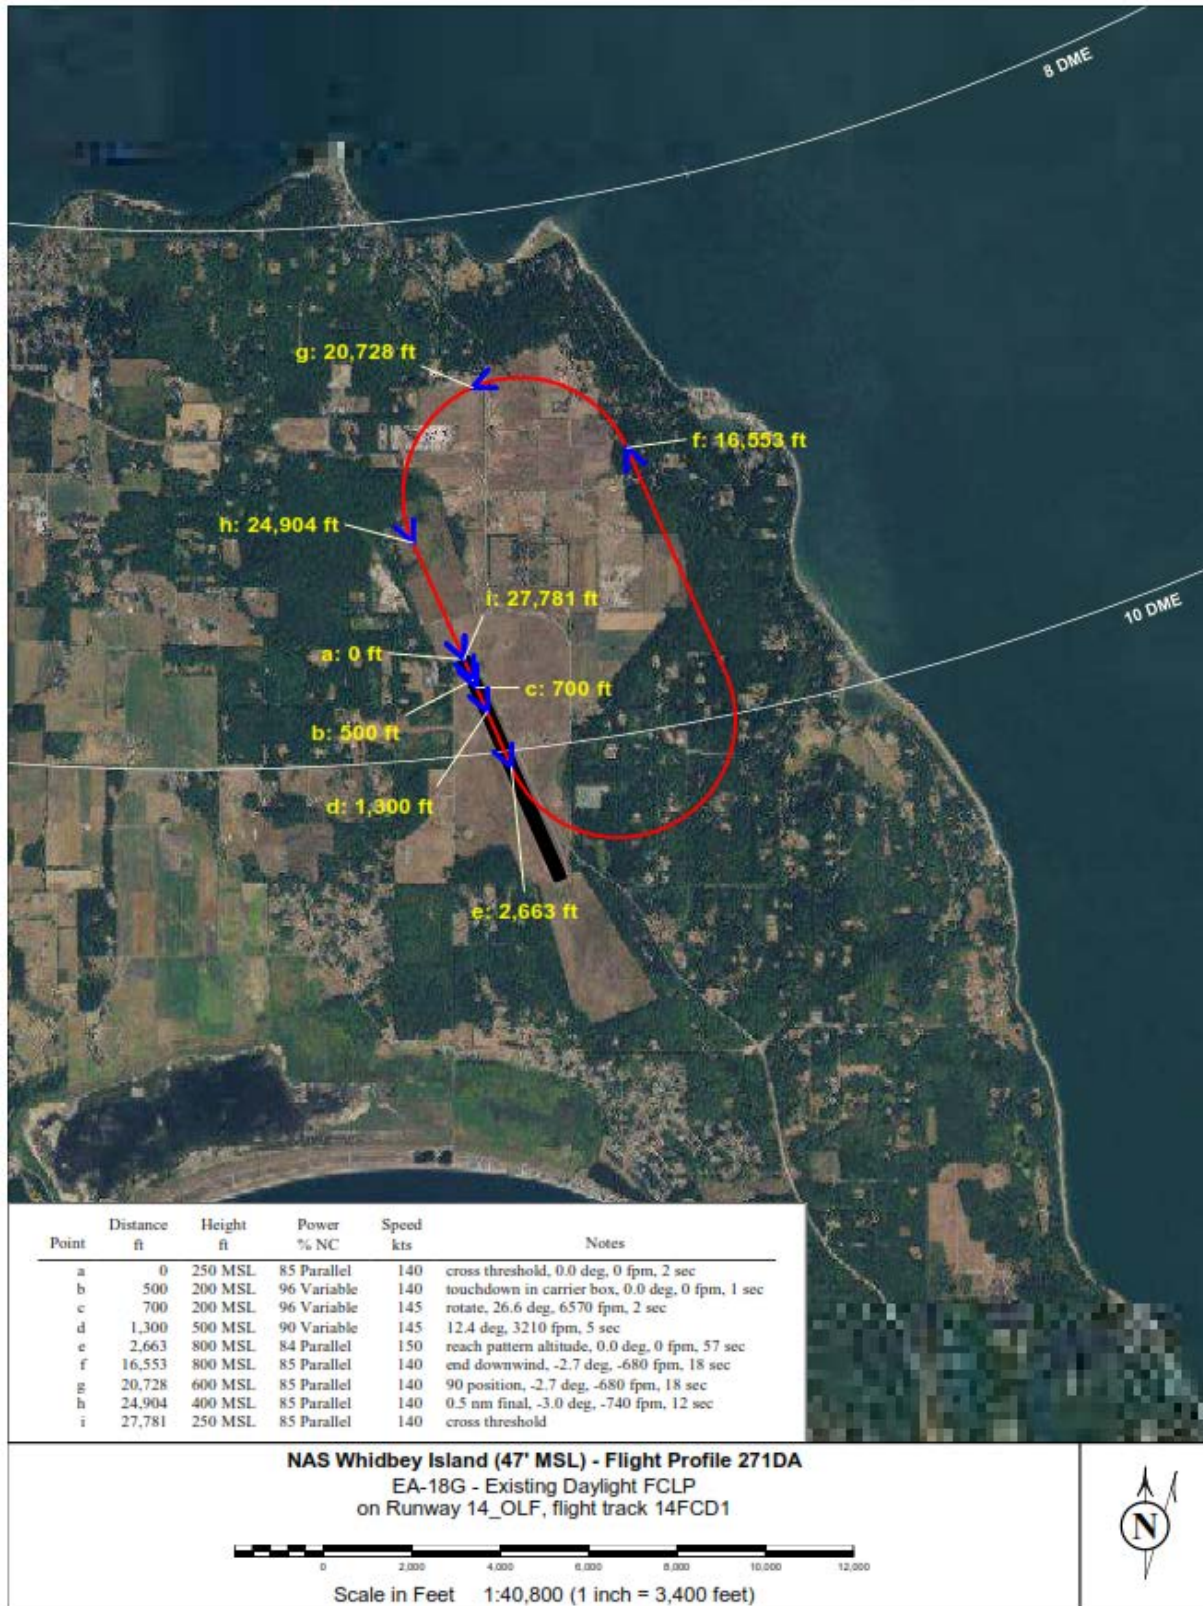 8 DME
g: 20,728 ft
f: 16,553 ft
h: 24,904 ft
i: 27,781 ft
10 DME
a: 0 ft
c: 700 ft
b: 500 ft
d: 1,300 ft
e: 2,663 ft
Point Distance ft Height ft Power % NC Speed kts Notes
a 0 250 MSL 85 Parallel 140 cross threshold, 0.0 deg, 0 fpm, 2 sec
b 500 200 MSL 96 Variable 140 touchdown in carrier box, 0.0 deg, 0 fpm, 1 sec
c 700 200 MSL 96 Variable 145 rotate, 26.6 deg, 6570 fpm, 2 sec
d 1,300 500 MSL 90 Variable 145 12.4 deg, 3210 fpm, 5 sec
e 2,663 800 MSL 84 Parallel 150 reach pattern altitude, 0.0 deg, 0 fpm, 57 sec
f 16,553 800 MSL 85 Parallel 140 end downwind, -2.7 deg, -680 fpm, 18 sec
g 20,728 600 MSL 85 Parallel 140 90 position, -2.7 deg, -680 fpm, 18 sec
h 24,904 400 MSL 85 Parallel 140 0.5 nm final, -3.0 deg, -740 fpm, 12 sec
i 27,781 250 MSL 85 Parallel 140 cross threshold
NAS Whidbey Island (47' MSL) - Flight Profile 271DA
EA-18G - Existing Daylight FCLP
on Runway 14_OLF, flight track 14FCD1
N
0 2,000 4,000 6,000 8,000 10,000 12,000
Scale in Feet 1:40,800 (1 inch = 3,400 feet)